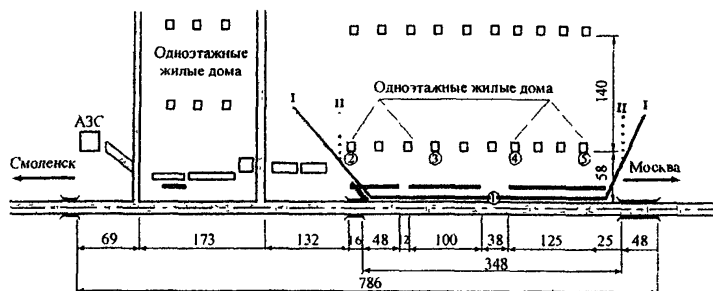 Одноэтажные
жилые дома
I
II
Одноэтажные жилые дома
II
I
АЗС
140
② ③ ④ ⑤
Смоленск
Москва
58
①
69 173 132 16 48 12 100 38 125 25 48
348
786